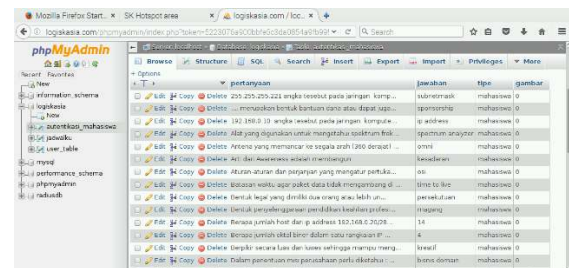 Mozilla Firefox Start...
SK Hotspot area
logiskasia.com / loc...
logiskasia.com/phpmyadmin/index.php?
Search
phpMyAdmin
Recent Favorites
New
information_schema
logiskasia
New
autentikasi_mahasiswa
jadwalku
user_table
mysql
performance_schema
phpmyadmin
radiusdb
Browse Structure SQL Search Insert Export Import Privileges More
+ Options
pertanyaan jawaban tipe gambar
Edit Copy Delete 255.255.255.221 angka tesebut pada jaringan komp... subnetmask mahasiswa 0
Edit Copy Delete ... merupakan bentuk bantuan dana atau dapat juga... sponsorship mahasiswa 0
Edit Copy Delete 192.168.0.10 angka tesebut pada jaringan kompute... ip address mahasiswa 0
Edit Copy Delete Alat yang digunakan untuk mengetahui spektrum frek... spectrum analyzer mahasiswa 0
Edit Copy Delete Antena yang memancar ke segala arah (360 derajat) ... omni mahasiswa 0
Edit Copy Delete Arti dari Awareness adalah membangun kesadaran mahasiswa 0
Edit Copy Delete Aturan-aturan dan perjanjian yang mengatur pertuka... osi mahasiswa 0
Edit Copy Delete Batasan waktu agar paket data tidak mengambang di ... time to live mahasiswa 0
Edit Copy Delete Bentuk legal yang dimiliki dua orang atau lebih un... persekutuan mahasiswa 0
Edit Copy Delete Bentuk penyelenggaraan pendidikan keahlian profesi... magang mahasiswa 0
Edit Copy Delete Berapa jumlah host dari ip address 192.168.0.20/28... 14 mahasiswa 0
Edit Copy Delete Berapa jumlah oktal biner dalam satu rangkaian IP ... 4 mahasiswa 0
Edit Copy Delete Berpikir secara luas dan luwes sehingga mampu meng... kreatif mahasiswa 0
Edit Copy Delete Dalam penentuan misi perusahaan perlu diketahui : ... bisnis domain mahasiswa 0